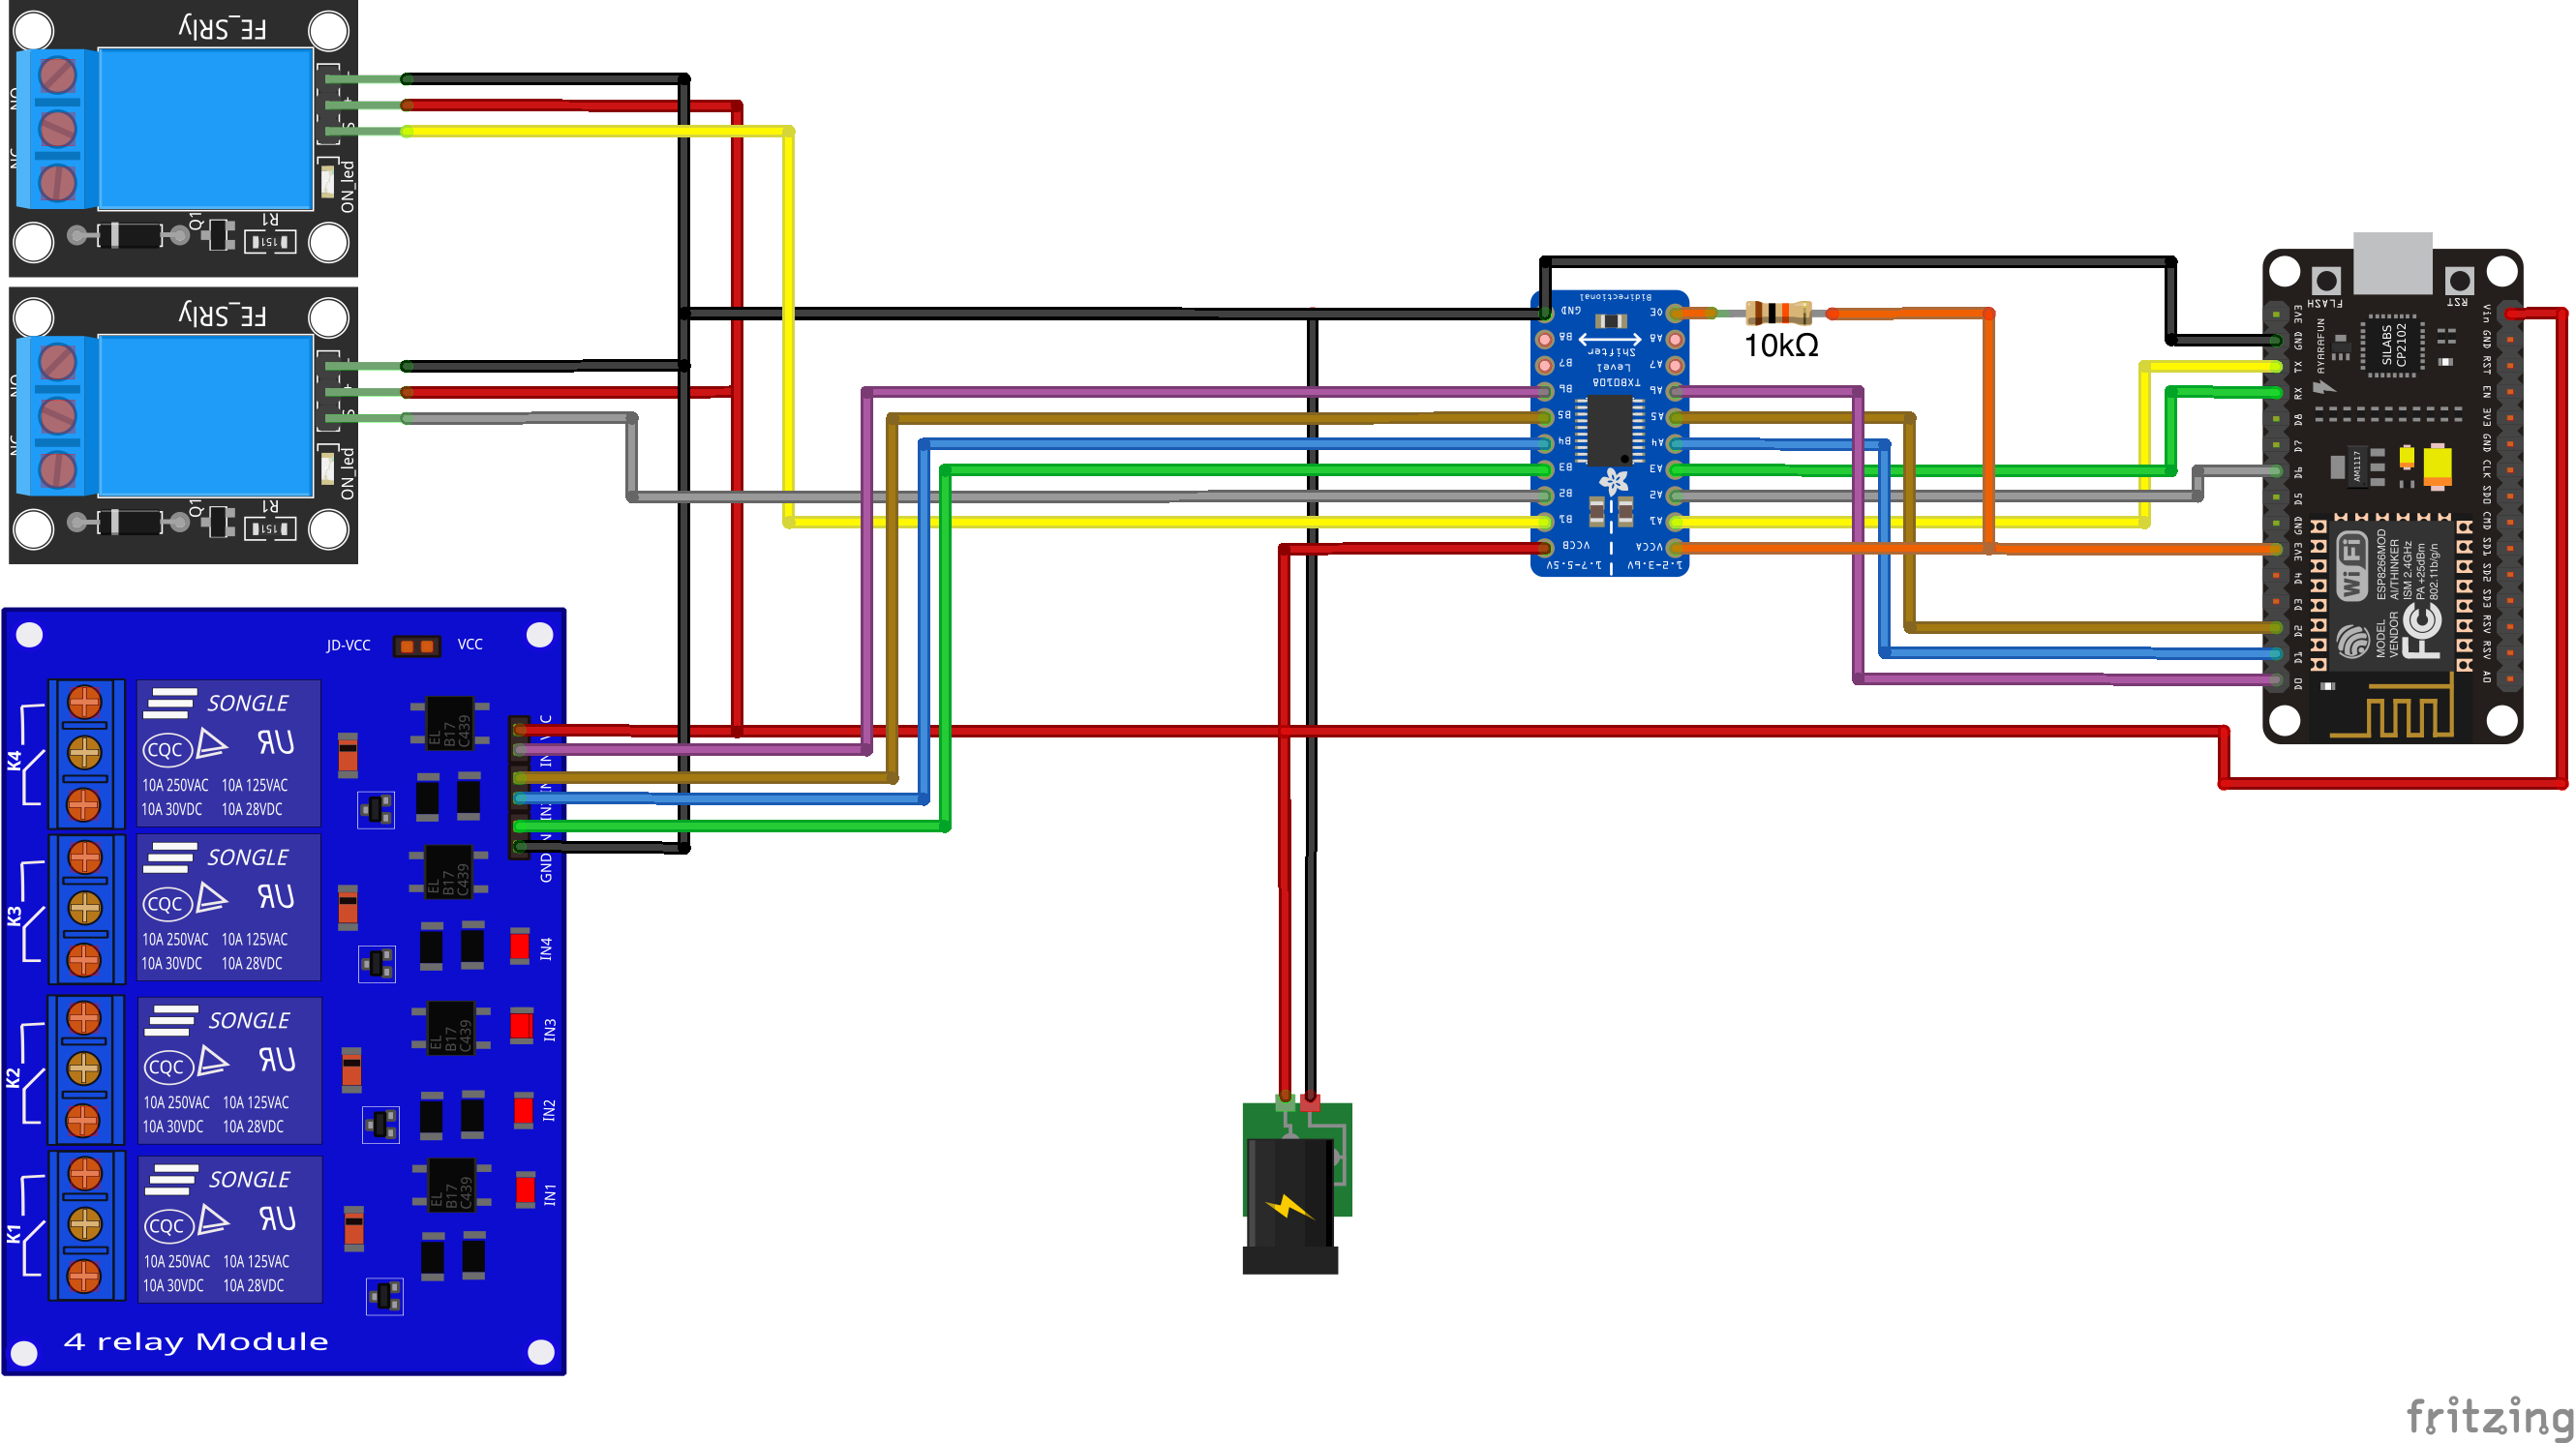 FE_SRly
NO
NC
+
S
ON_led
Q1
R1
151
FE_SRly
NO
NC
+
S
ON_led
Q1
R1
151
JD-VCC
VCC
K4
SONGLE
CQC
10A 250VAC 10A 125VAC
10A 30VDC 10A 28VDC
EL
B17
C439
K3
SONGLE
CQC
10A 250VAC 10A 125VAC
10A 30VDC 10A 28VDC
EL
B17
C439
GND
IN4
K2
SONGLE
CQC
10A 250VAC 10A 125VAC
10A 30VDC 10A 28VDC
EL
B17
C439
IN3
IN2
K1
SONGLE
CQC
10A 250VAC 10A 125VAC
10A 30VDC 10A 28VDC
EL
B17
C439
IN1
4 relay Module
Bidirectional
GND
OE
B8
A8
Shifter
B7
Level
A7
TXB0108
B6
A6
B5
A5
B4
A4
B3
A3
B2
A2
B1
A1
VCCB
VCCA
1.7-5.5V
1.2-3.6V
10kΩ
FLASH
RST
3V3
GND
TX
RX
D8
D7
D6
D5
GND
3V3
D4
D3
D2
D1
D0
Vin
GND
RST
EN
3V3
GND
CLK
SD0
CMD
SD1
SD2
SD3
RSV
RSV
A0
AYARAFUN
SILABS
CP2102
AM1117
WiFi
MODEL
VENDOR
ESP8266MOD
AI/THINKER
ISM 2.4GHz
PA +25dBm
802.11b/g/n
FC
fritzing